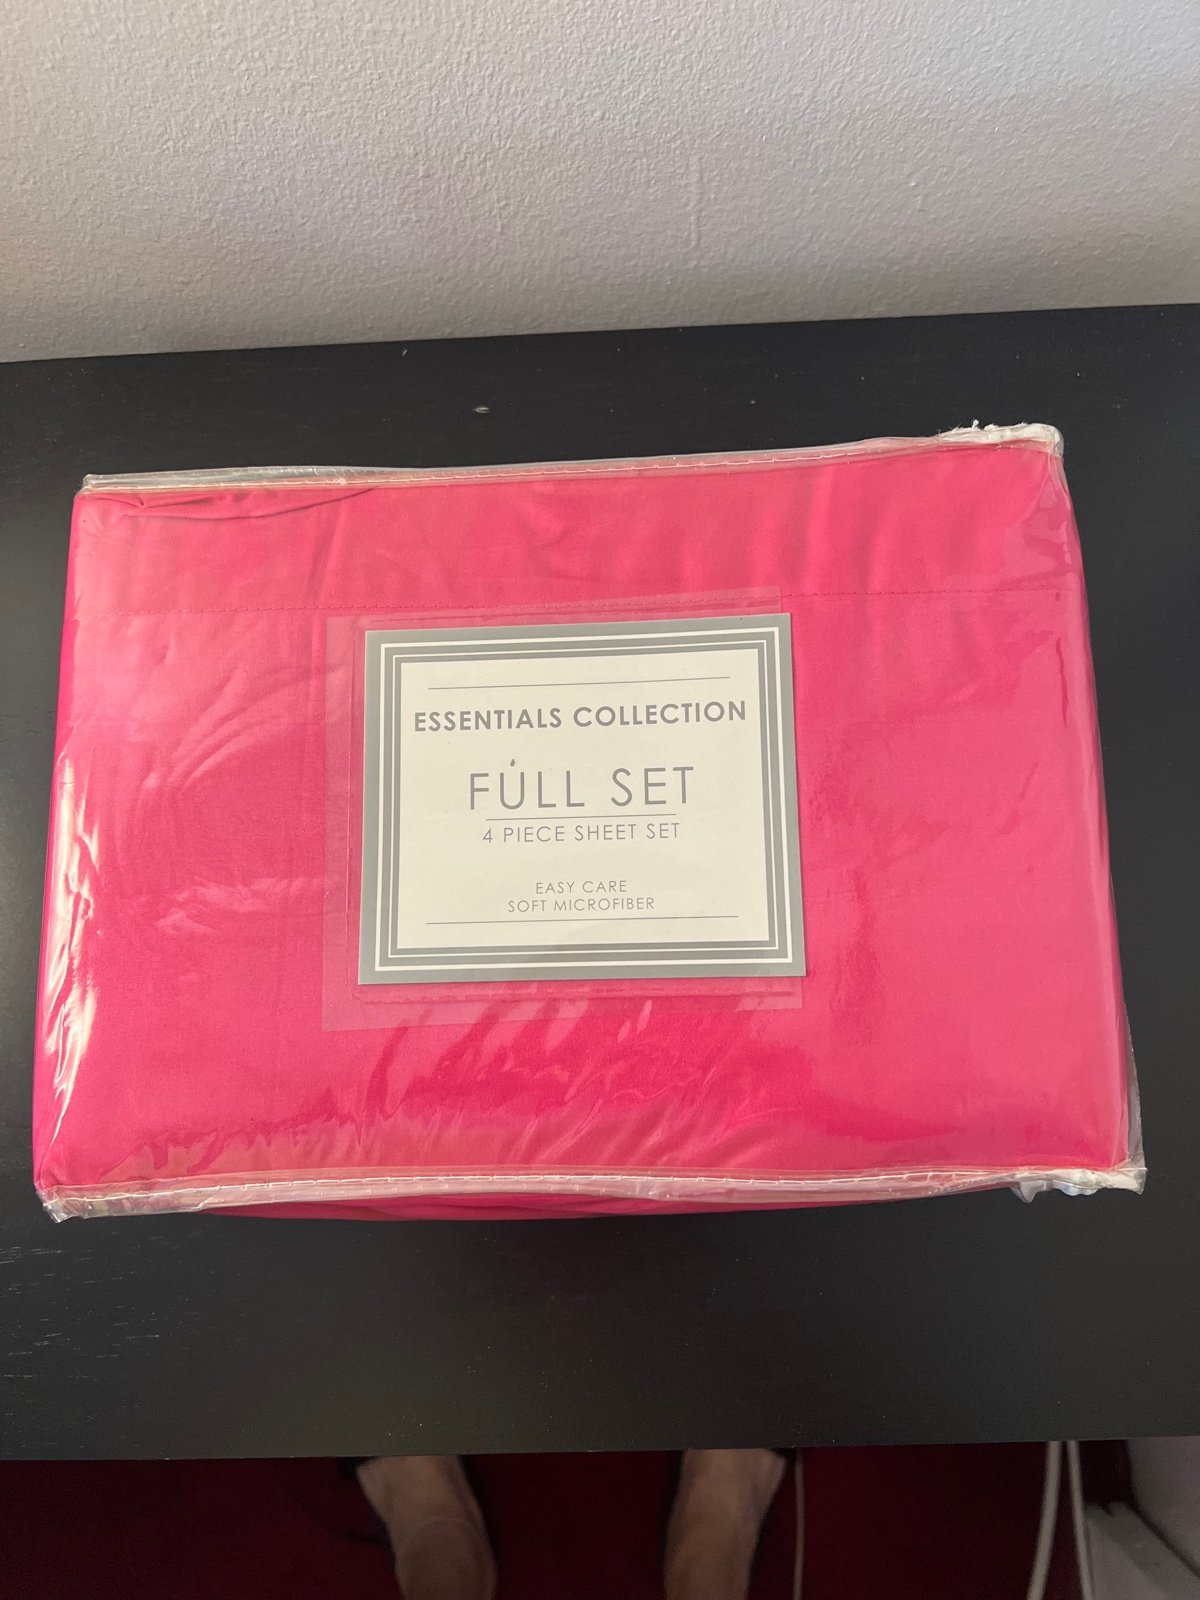 ESSENTIALS COLLECTION
FULL SET
4 PIECE SHEET SET
EASY CARE
SOFT MICROFIBER